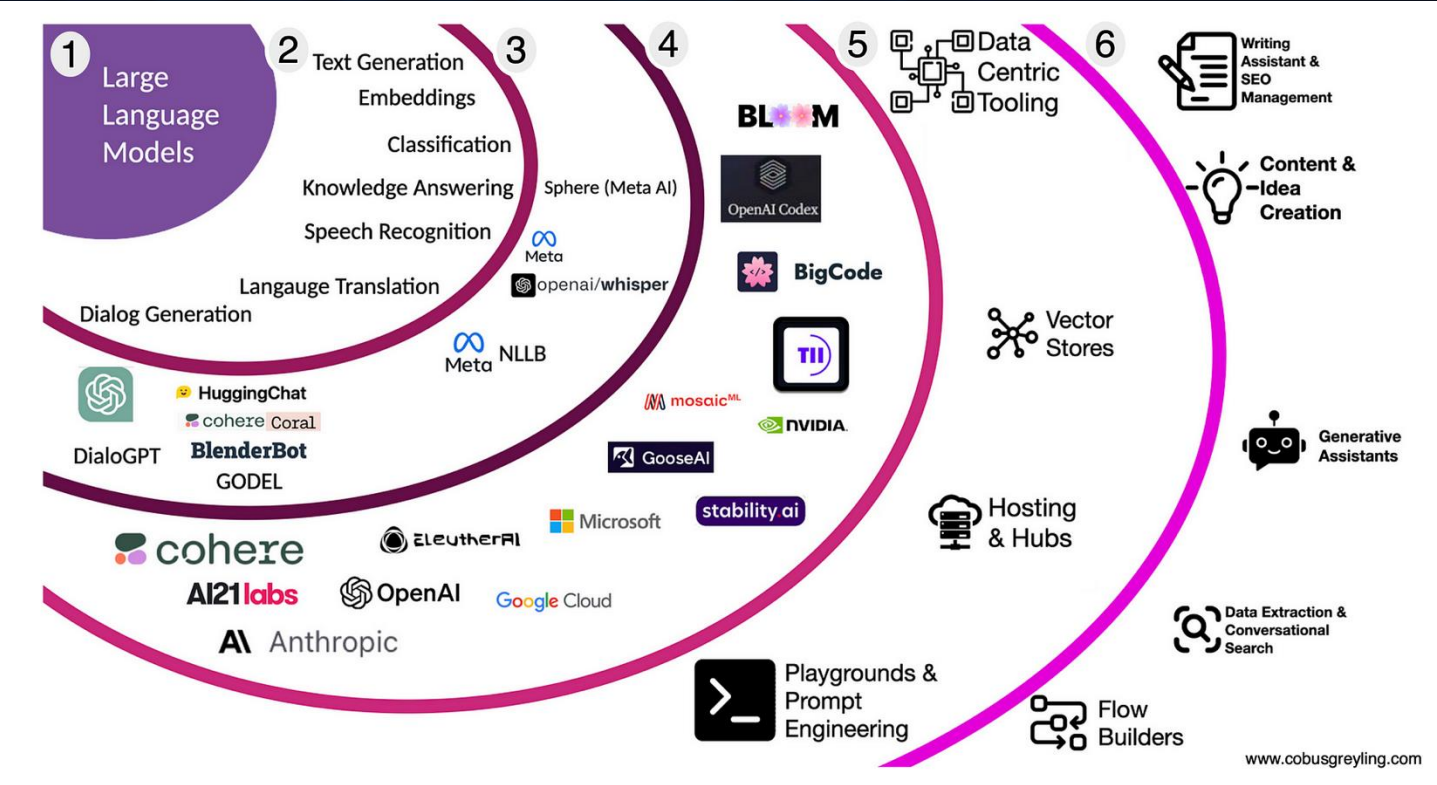 1
Large
Language
Models
2
Text Generation
Embeddings
Classification
Knowledge Answering
Speech Recognition
Langauge Translation
Dialog Generation
3
Sphere (Meta AI)
Meta
openai/whisper
Meta
NLLB
HuggingChat
cohere Coral
BlenderBot
GODEL
DialoGPT
4
BLOOM
OpenAI Codex
</>
BigCode
TII
mosaicML
NVIDIA.
GooseAI
stability.ai
Microsoft
EleutherAI
cohere
AI21labs
OpenAI
Google Cloud
A\ Anthropic
5
Data
Centric
Tooling
Vector
Stores
Hosting
& Hubs
Playgrounds &
Prompt
Engineering
6
Writing
Assistant &
SEO
Management
Content &
Idea
Creation
Generative
Assistants
Data Extraction &
Conversational
Search
Flow
Builders
www.cobusgreyling.com